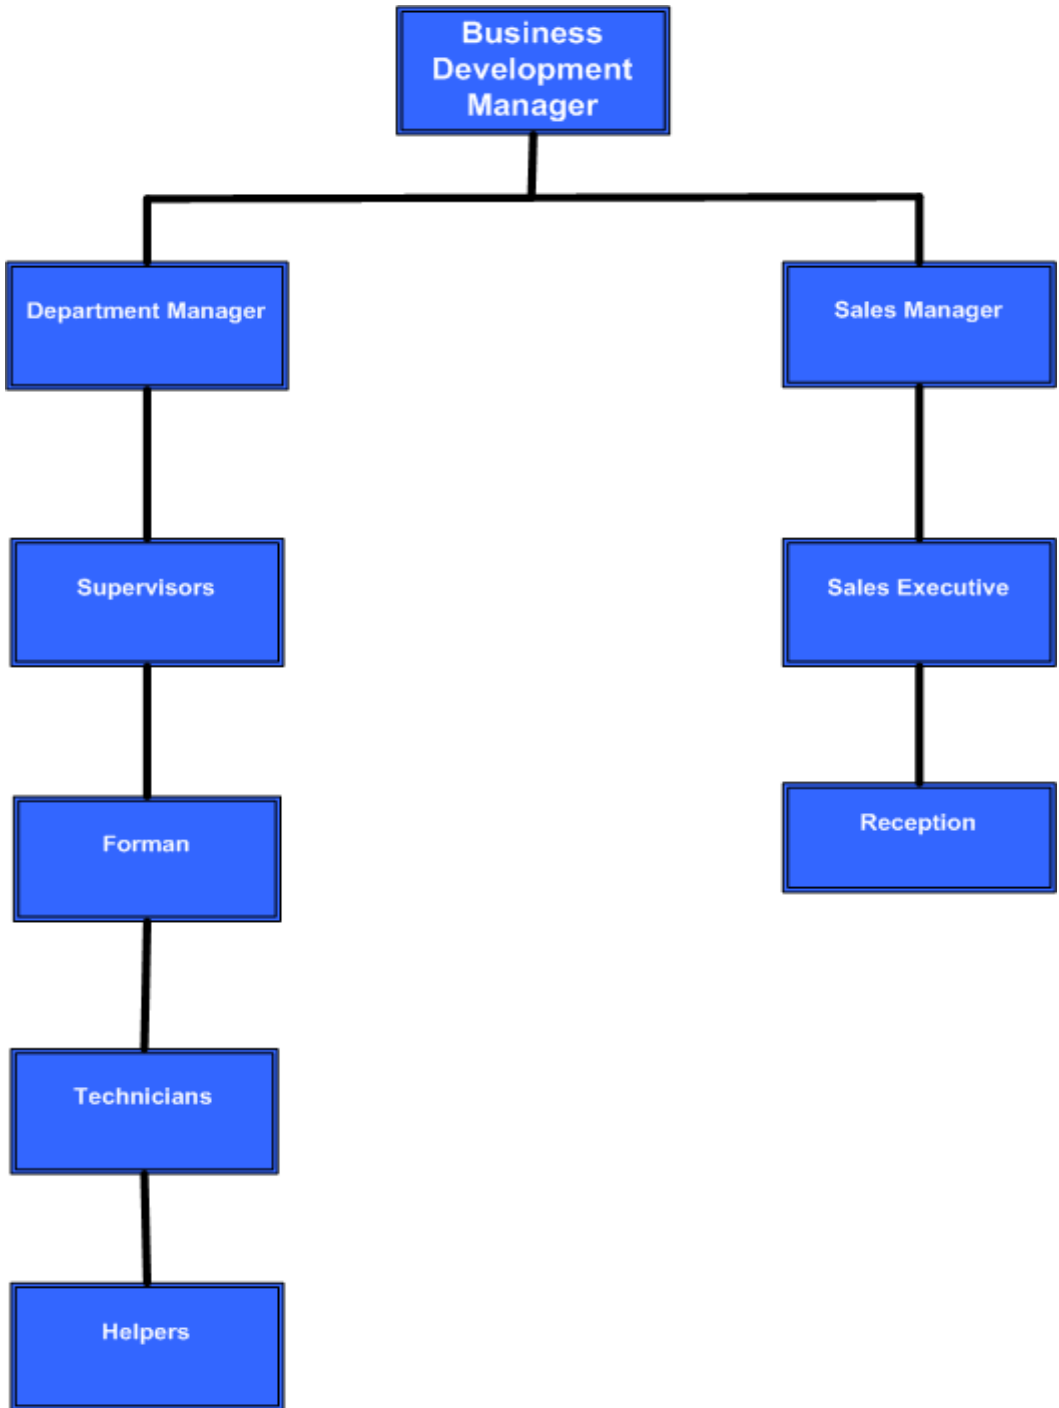 Business
Development
Manager
Department Manager
Sales Manager
Supervisors
Sales Executive
Forman
Reception
Technicians
Helpers